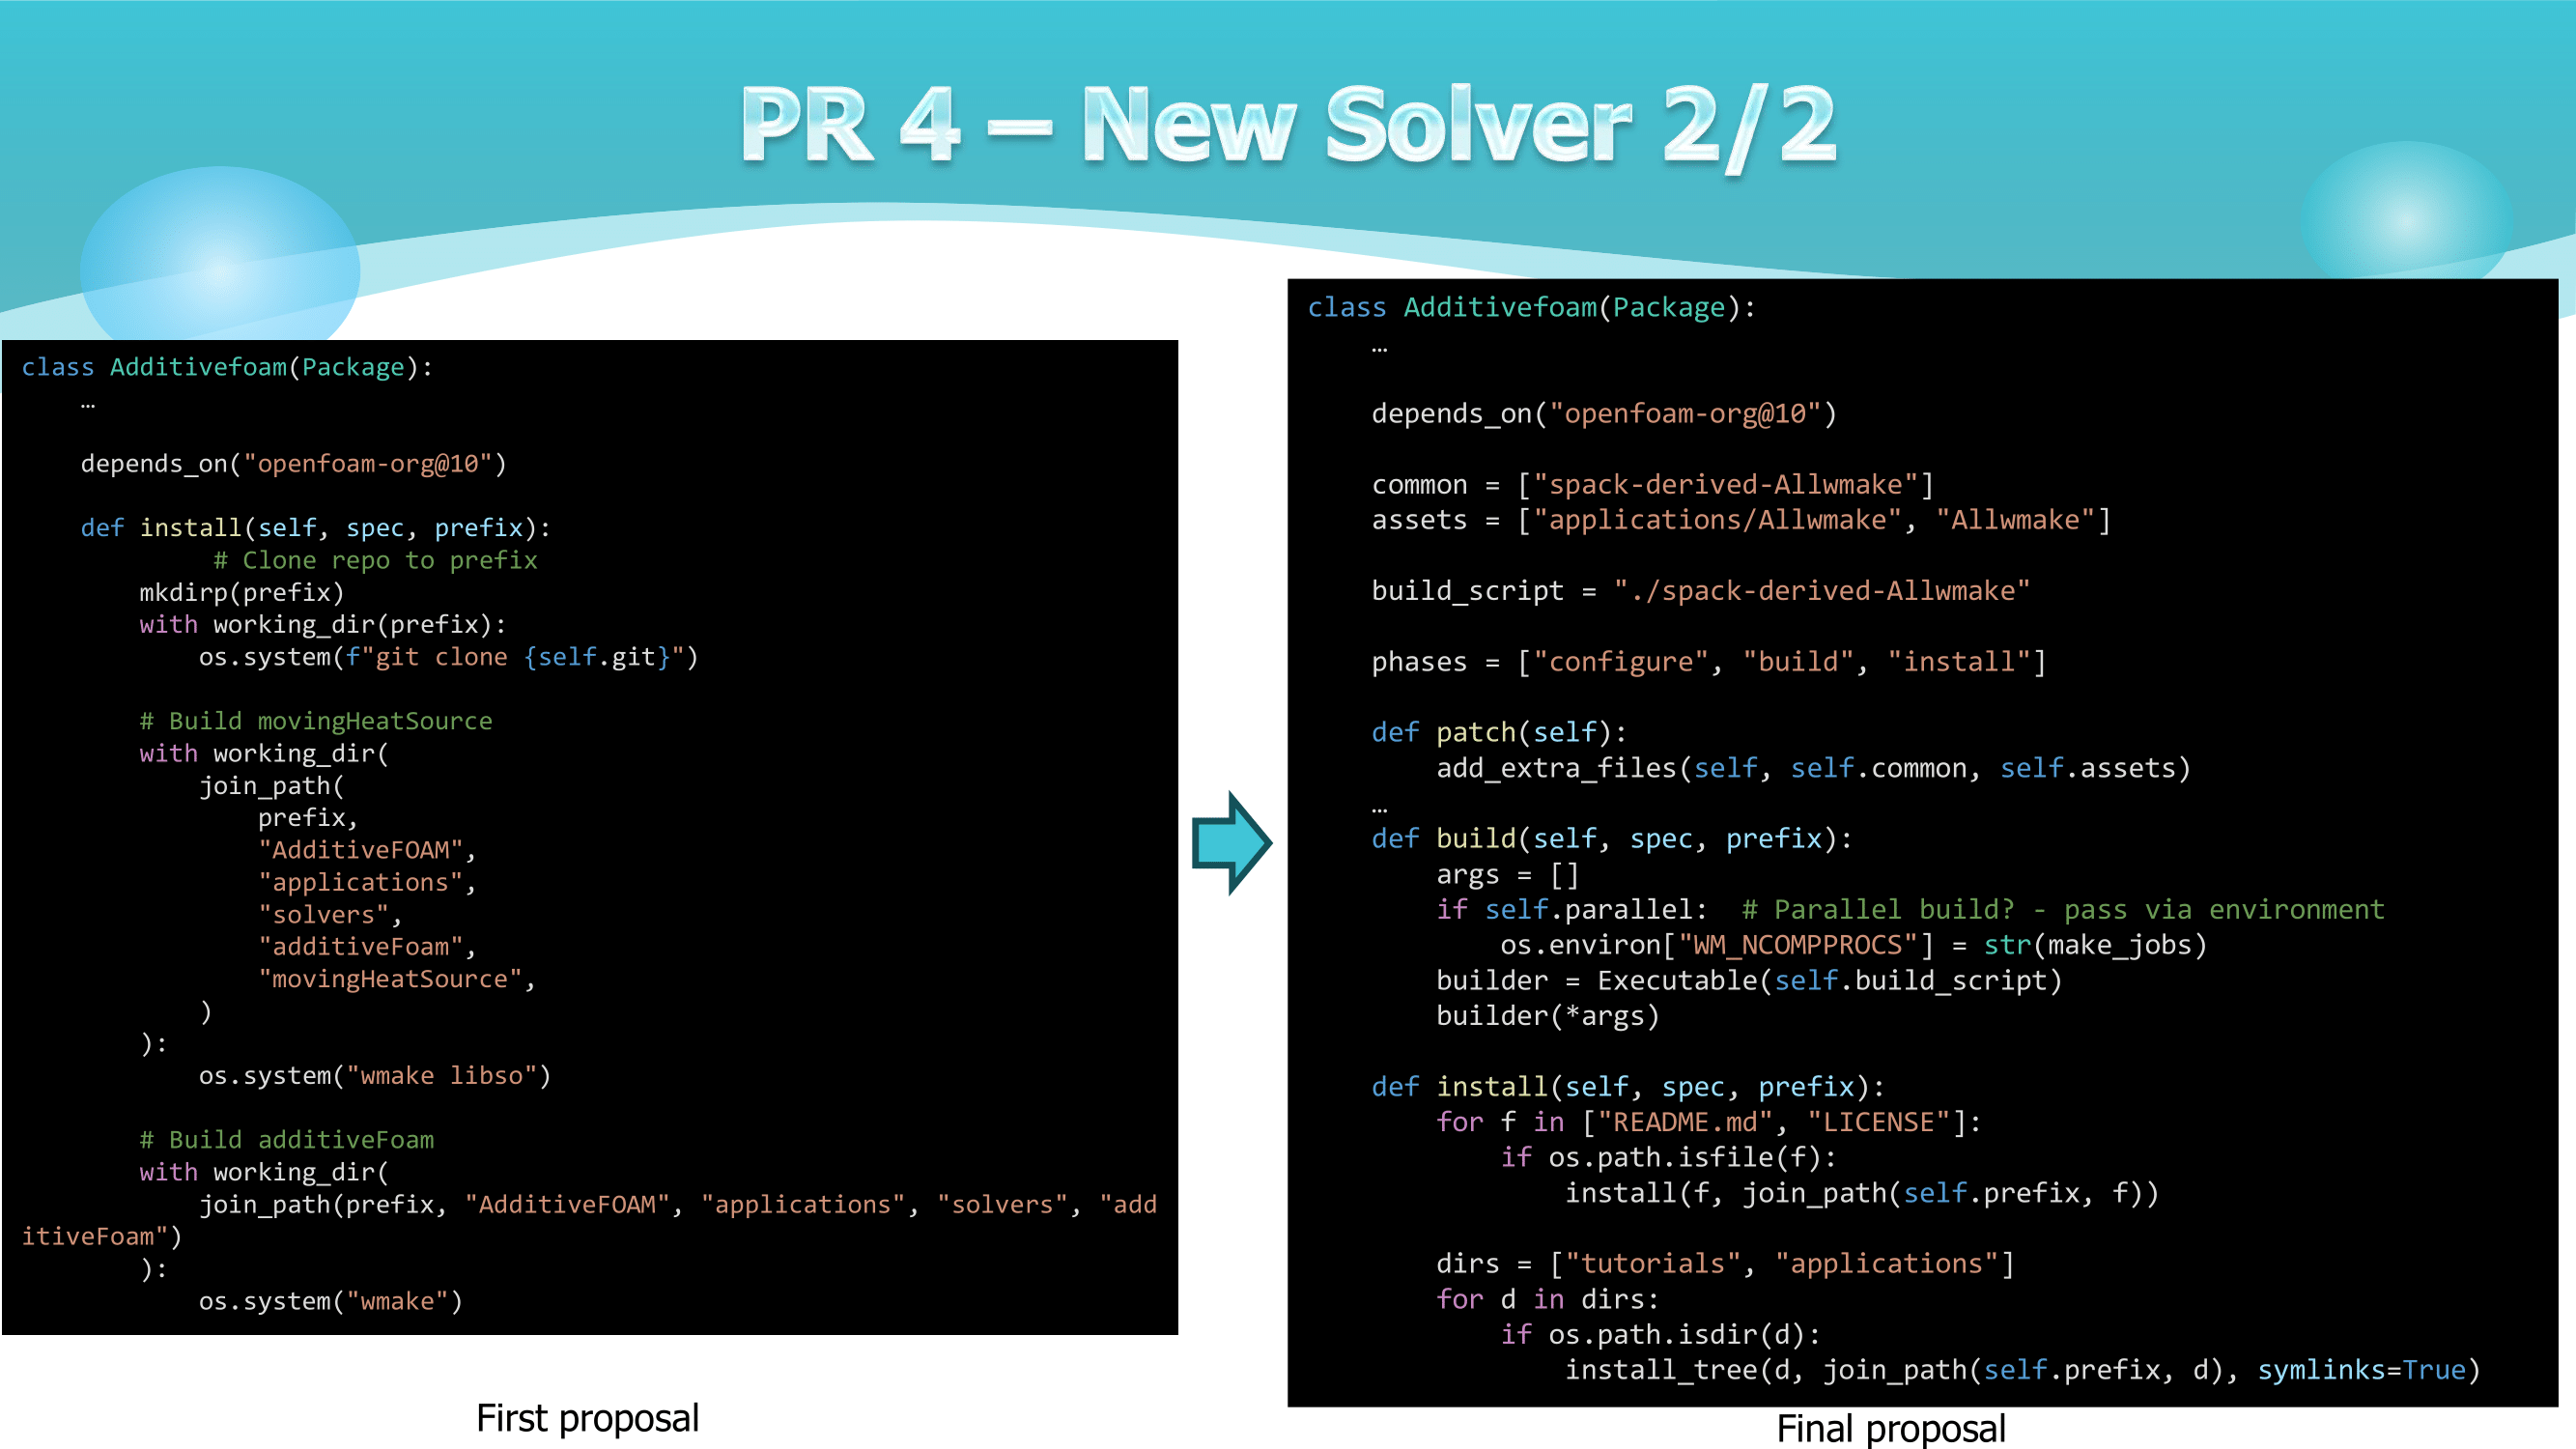 PR 4 – New Solver 2/2
class Additivefoam(Package):
    …

    depends_on("openfoam-org@10")

    def install(self, spec, prefix):
             # Clone repo to prefix
        mkdirp(prefix)
        with working_dir(prefix):
            os.system(f"git clone {self.git}")

        # Build movingHeatSource
        with working_dir(
            join_path(
                prefix,
                "AdditiveFOAM",
                "applications",
                "solvers",
                "additiveFoam",
                "movingHeatSource",
            )
        ):
            os.system("wmake libso")

        # Build additiveFoam
        with working_dir(
            join_path(prefix, "AdditiveFOAM", "applications", "solvers", "add
itiveFoam")
        ):
            os.system("wmake")
First proposal
class Additivefoam(Package):
    …

    depends_on("openfoam-org@10")

    common = ["spack-derived-Allwmake"]
    assets = ["applications/Allwmake", "Allwmake"]

    build_script = "./spack-derived-Allwmake"

    phases = ["configure", "build", "install"]

    def patch(self):
        add_extra_files(self, self.common, self.assets)
    …
    def build(self, spec, prefix):
        args = []
        if self.parallel:  # Parallel build? - pass via environment
            os.environ["WM_NCOMPPROCS"] = str(make_jobs)
        builder = Executable(self.build_script)
        builder(*args)

    def install(self, spec, prefix):
        for f in ["README.md", "LICENSE"]:
            if os.path.isfile(f):
                install(f, join_path(self.prefix, f))

        dirs = ["tutorials", "applications"]
        for d in dirs:
            if os.path.isdir(d):
                install_tree(d, join_path(self.prefix, d), symlinks=True)
Final proposal